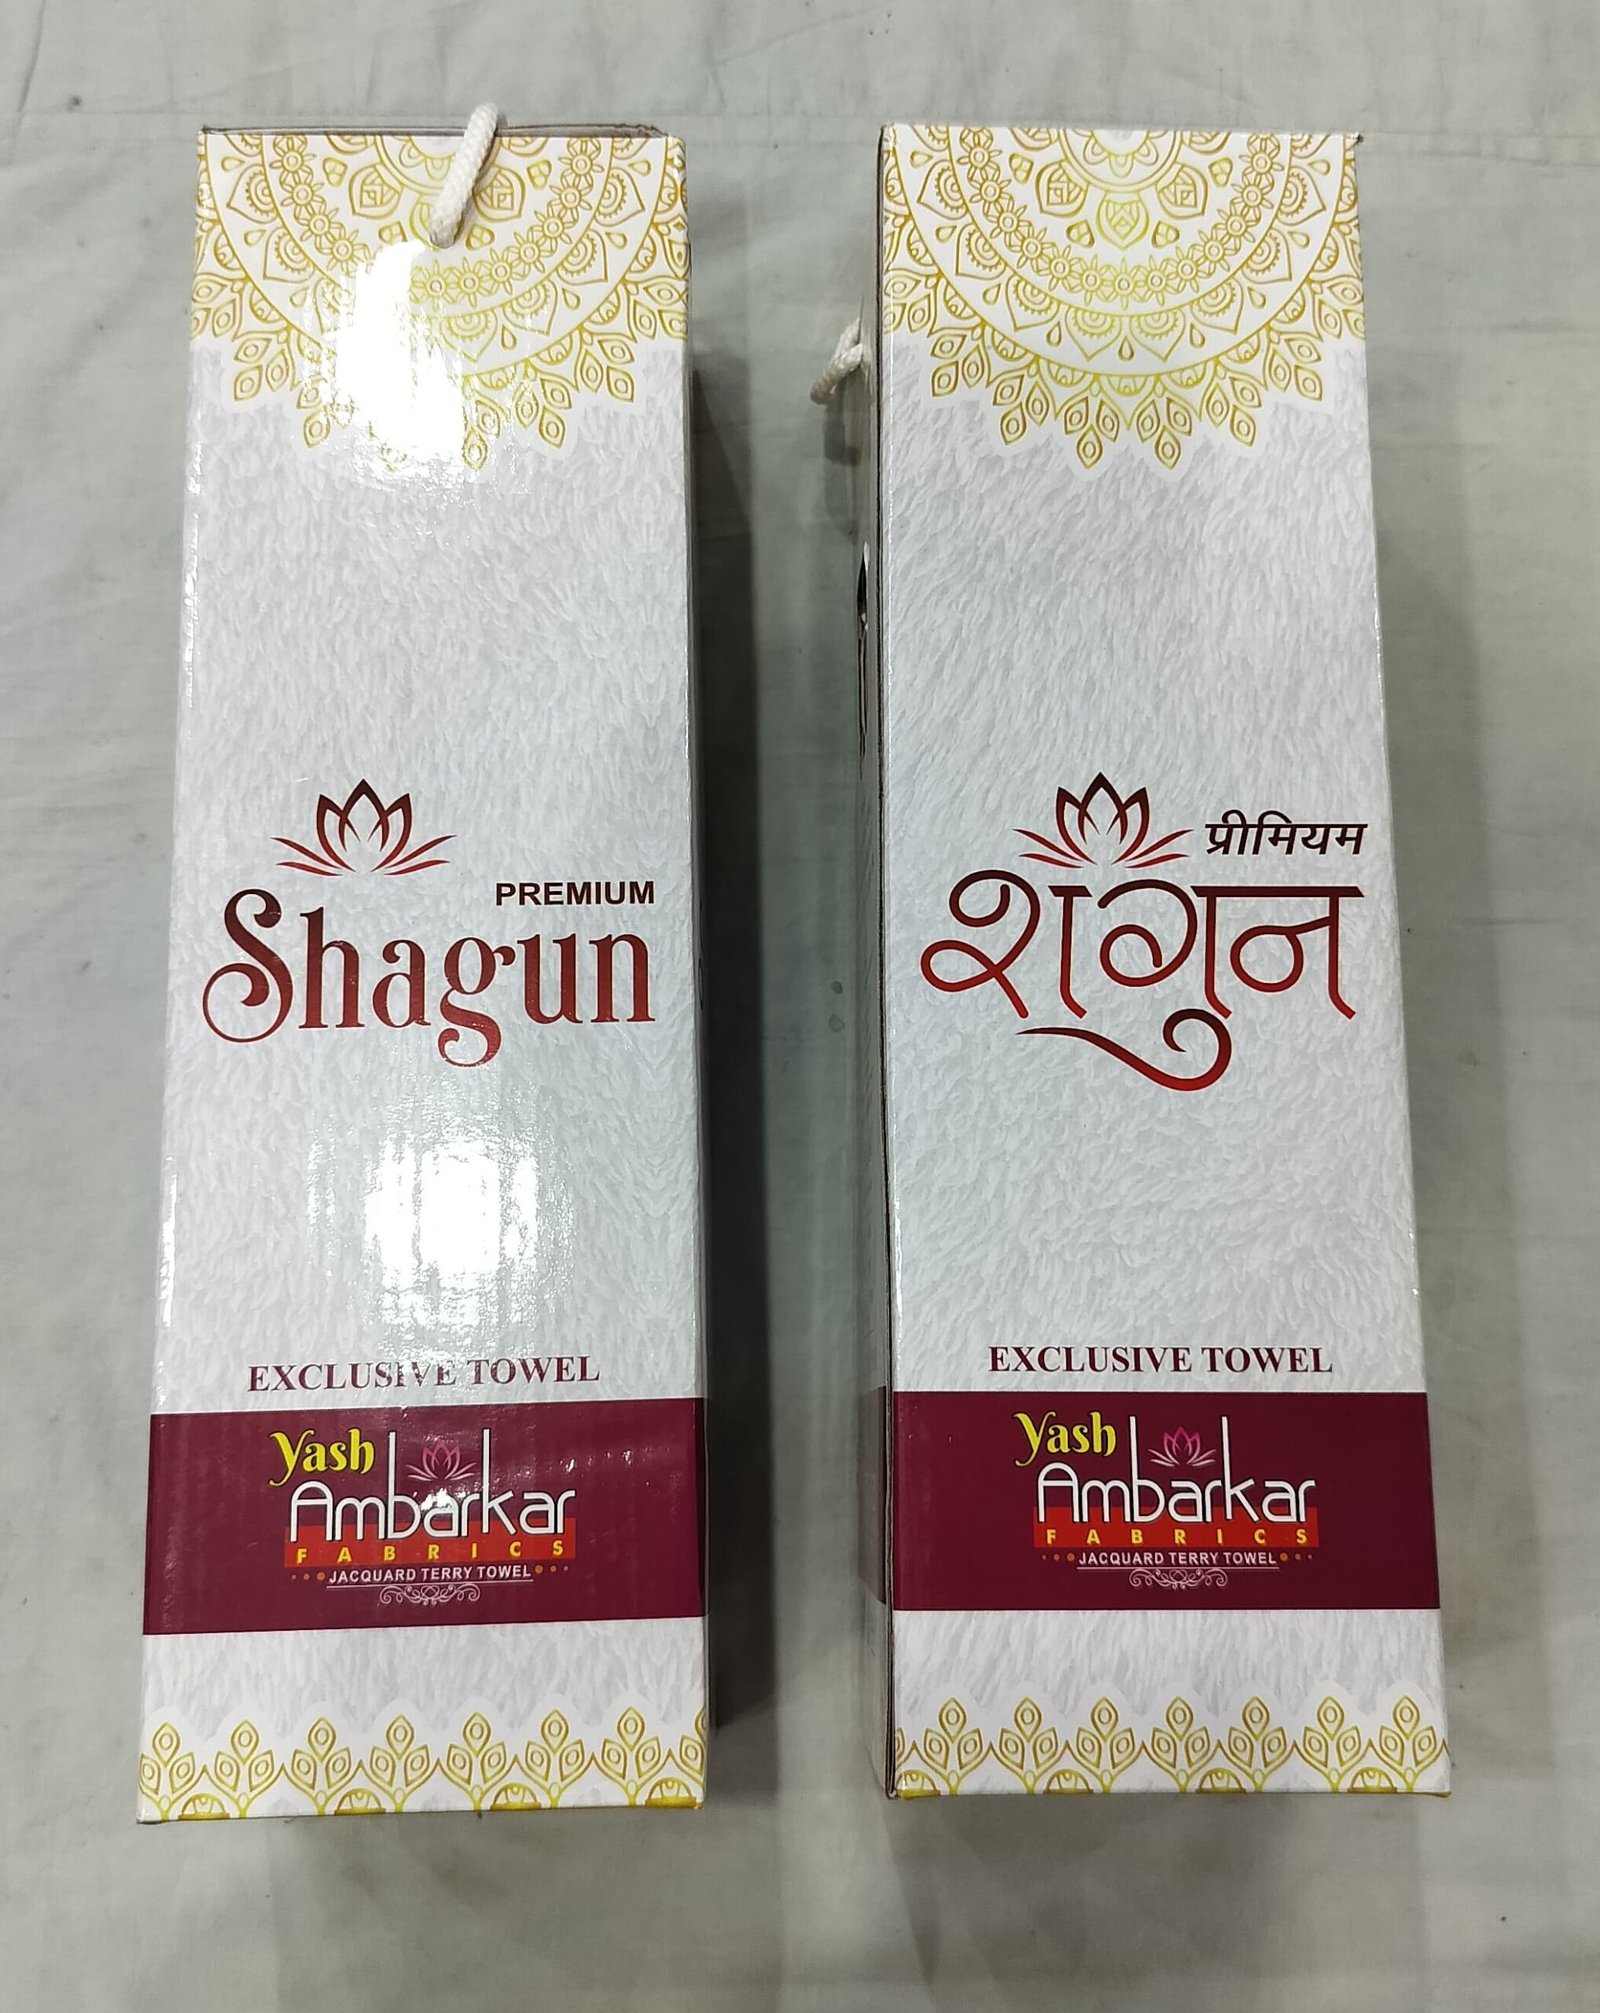 PREMIUM
Shagun
EXCLUSIVE TOWEL
Yash
Ambarkar
FABRICS
JACQUARD TERRY TOWEL
प्रीमियम
शगुन
EXCLUSIVE TOWEL
Yash
Ambarkar
FABRICS
JACQUARD TERRY TOWEL